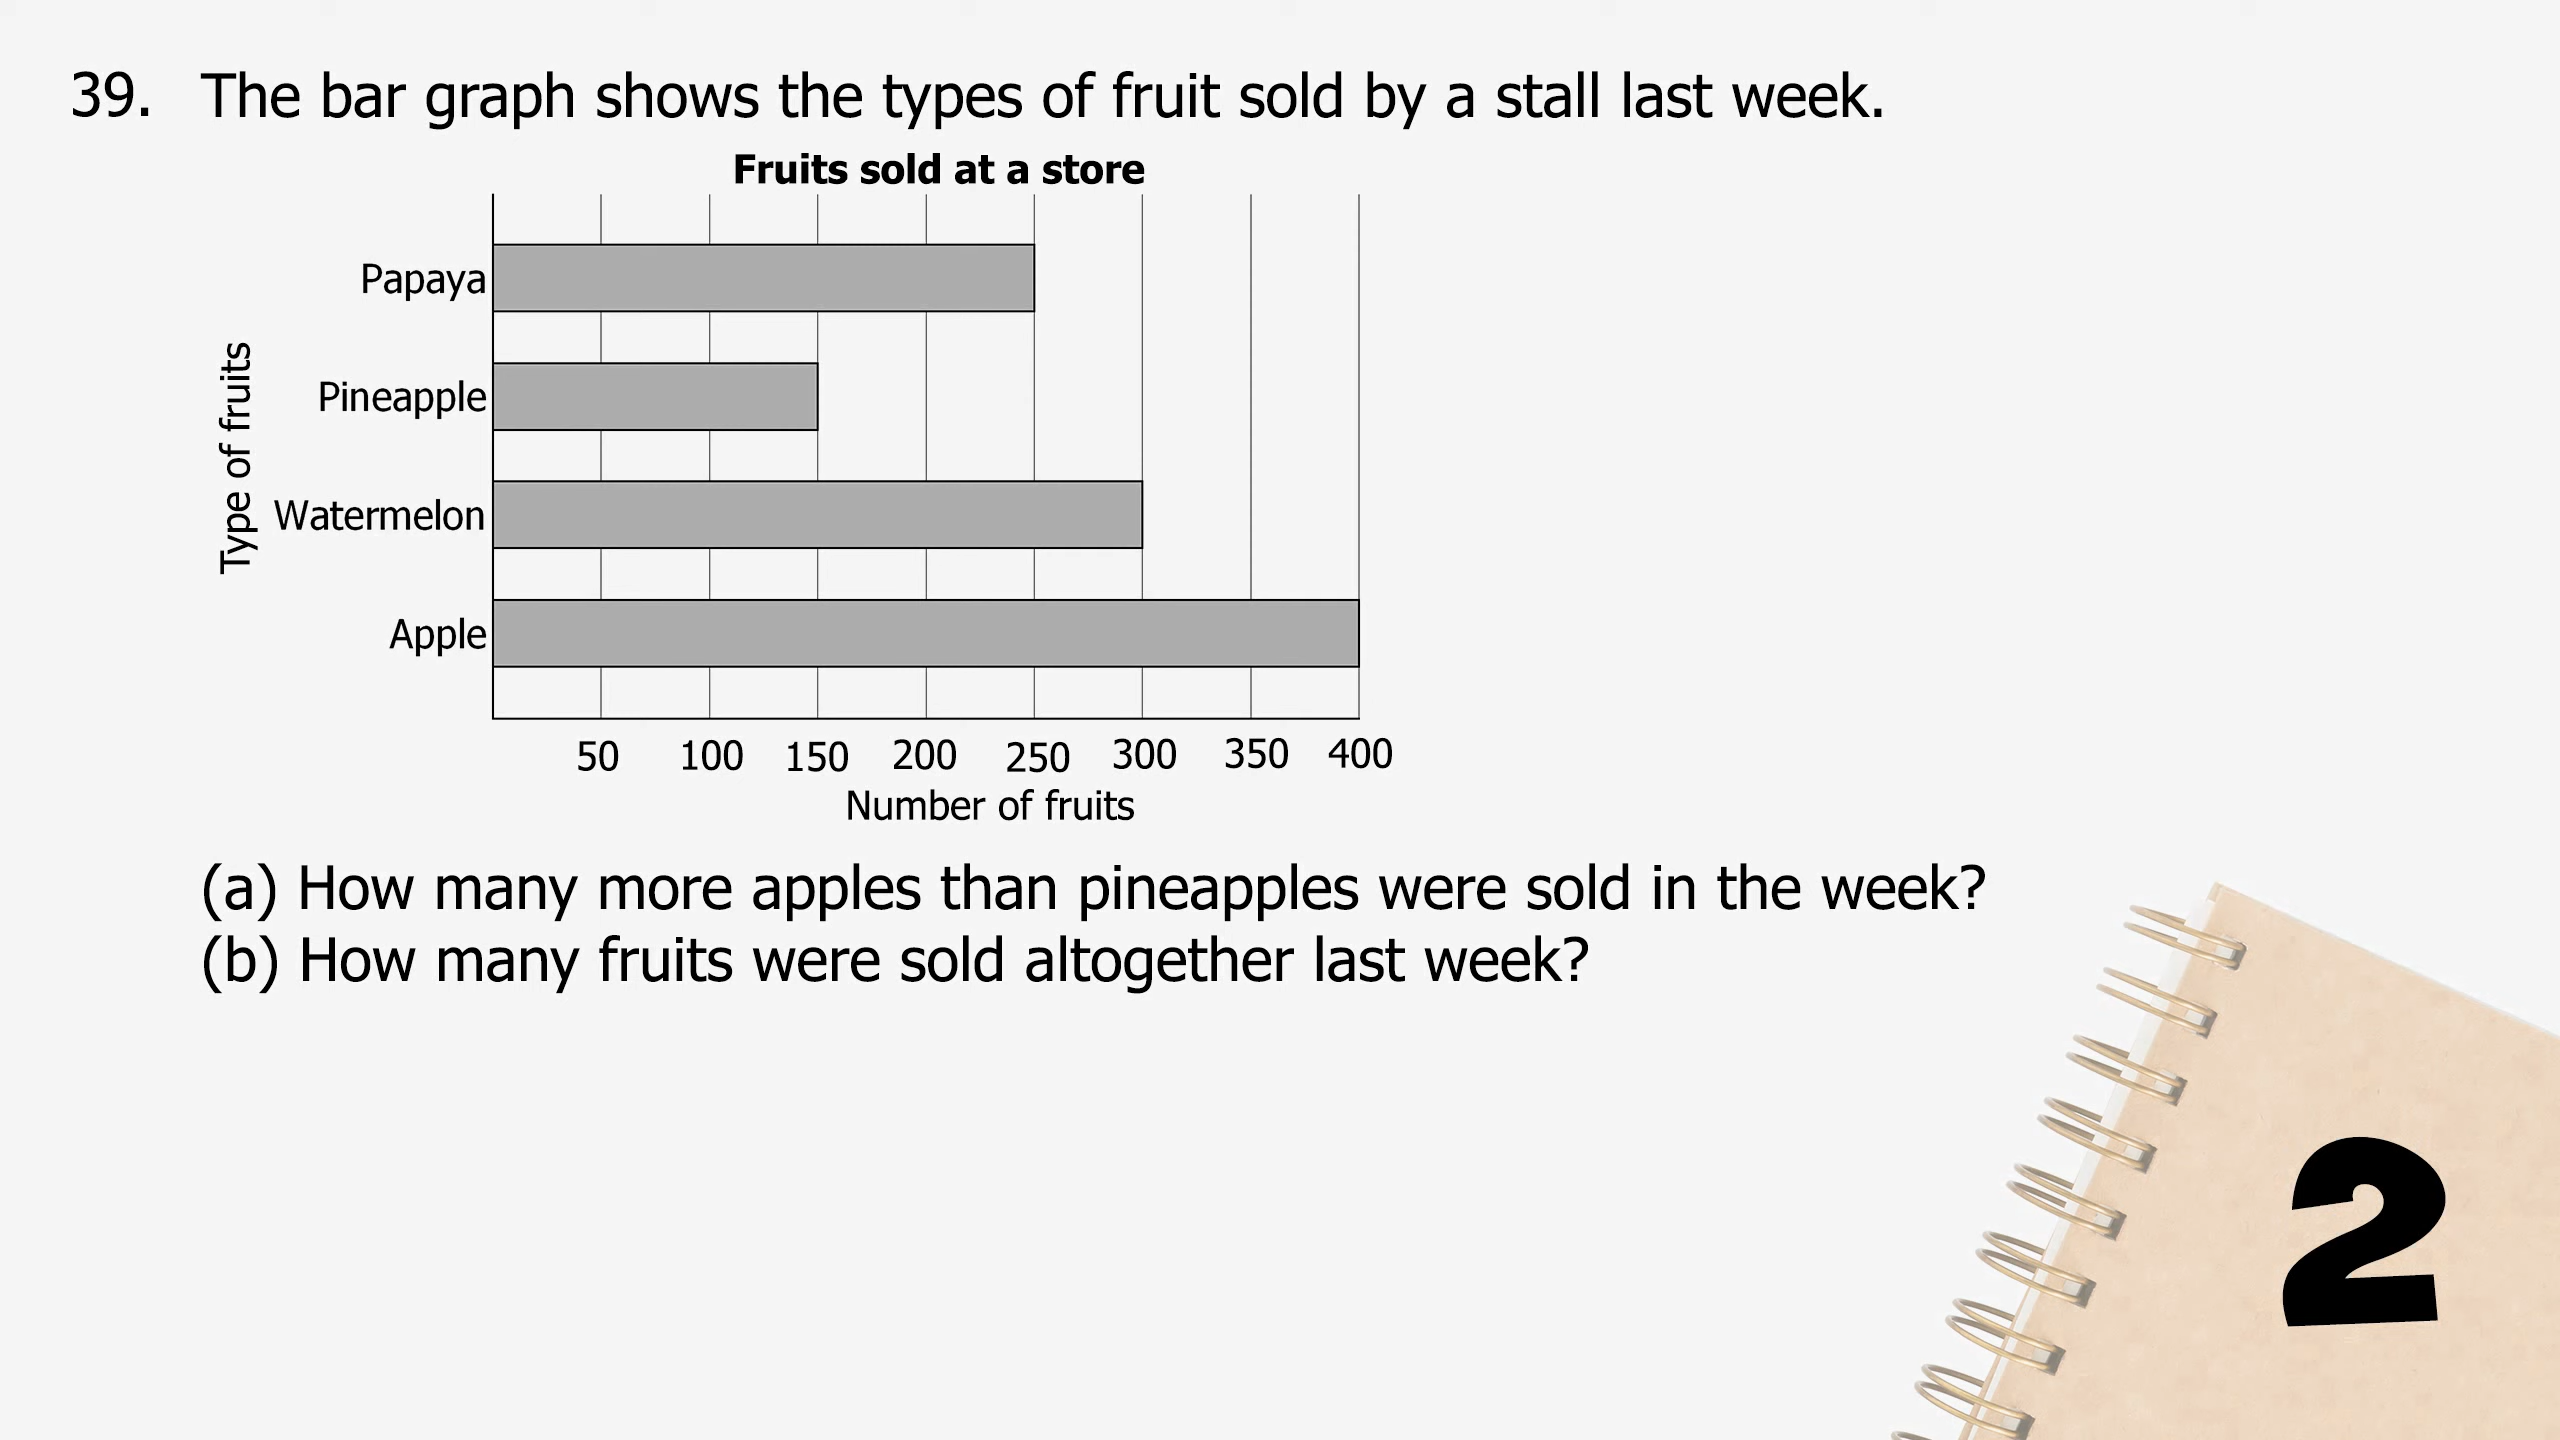 39. The bar graph shows the types of fruit sold by a stall last week.
Fruits sold at a store
Type of fruits
Papaya
Pineapple
Watermelon
Apple
50 100 150 200 250 300 350 400
Number of fruits
(a) How many more apples than pineapples were sold in the week?
(b) How many fruits were sold altogether last week?
2